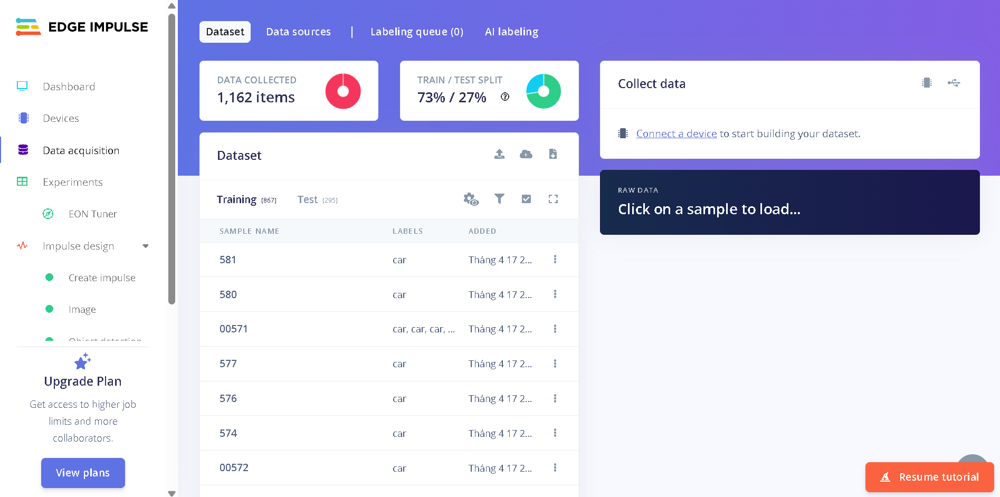 EDGE IMPULSE
Dashboard
Devices
Data acquisition
Experiments
EON Tuner
Impulse design
Create impulse
Image
Object detection
Upgrade Plan
Get access to higher job
limits and more
collaborators.
View plans
Dataset
Data sources
|
Labeling queue (0)
AI labeling
DATA COLLECTED
1,162 items
TRAIN / TEST SPLIT
73% / 27%
Dataset
Training (867)
Test (295)
SAMPLE NAME LABELS ADDED
581 car Tháng 4 17 2...
580 car Tháng 4 17 2...
00571 car, car, car, ... Tháng 4 17 2...
577 car Tháng 4 17 2...
576 car Tháng 4 17 2...
574 car Tháng 4 17 2...
00572 car Tháng 4 17 2...
Collect data
Connect a device to start building your dataset.
RAW DATA
Click on a sample to load...
Resume tutorial